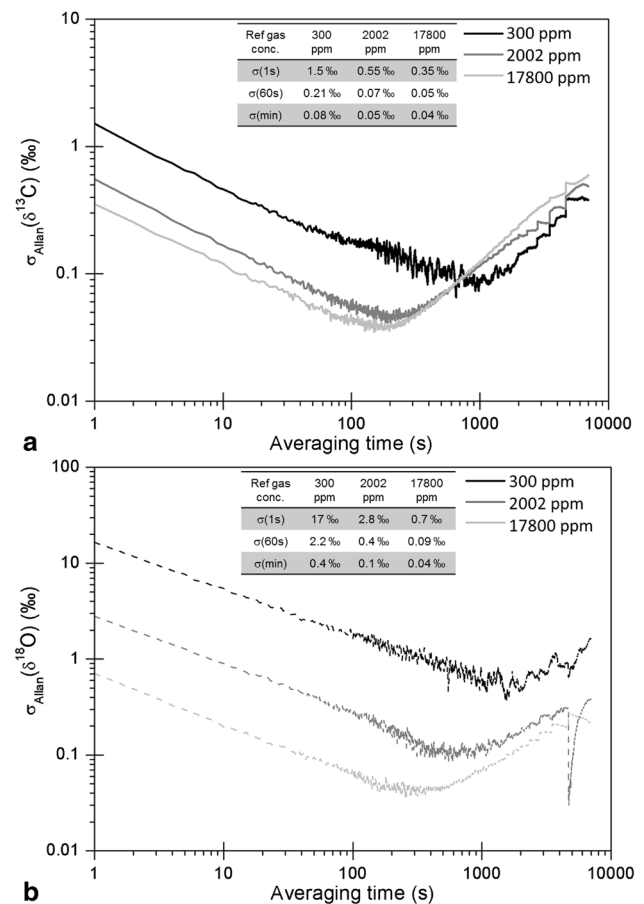 10
1
0.1
0.01
σAllan(δ13C) (‰)
Ref gas conc. 300 ppm 2002 ppm 17800 ppm
σ(1s) 1.5 ‰ 0.55 ‰ 0.35 ‰
σ(60s) 0.21 ‰ 0.07 ‰ 0.05 ‰
σ(min) 0.08 ‰ 0.05 ‰ 0.04 ‰
300 ppm
2002 ppm
17800 ppm
1 10 100 1000 10000
a
Averaging time (s)
100
10
1
0.1
0.01
σAllan(δ18O) (‰)
Ref gas conc. 300 ppm 2002 ppm 17800 ppm
σ(1s) 17 ‰ 2.8 ‰ 0.7 ‰
σ(60s) 2.2 ‰ 0.4 ‰ 0.09 ‰
σ(min) 0.4 ‰ 0.1 ‰ 0.04 ‰
300 ppm
2002 ppm
17800 ppm
1 10 100 1000 10000
b
Averaging time (s)